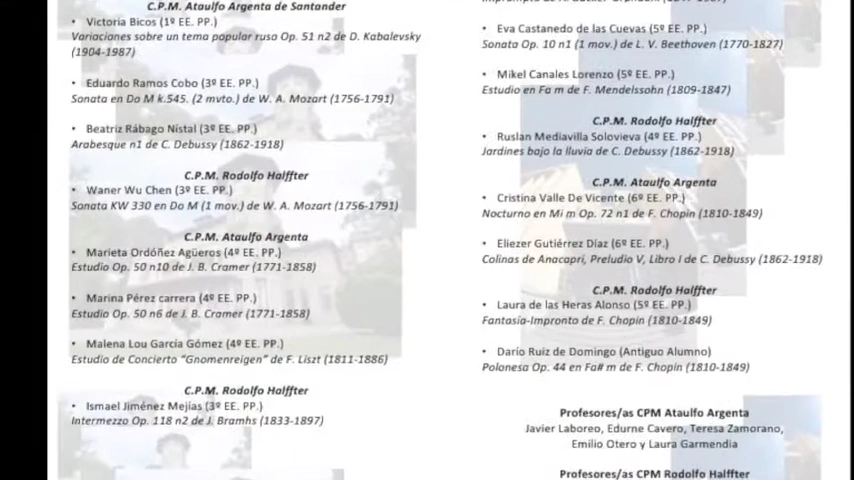 C.P.M. Ataulfo Argenta de Santander
• Victoria Bicos (1º EE. PP.)
Variaciones sobre un tema popular ruso Op. 51 n2 de D. Kabalevsky
(1904-1987)
• Eduardo Ramos Cobo (3º EE. PP.)
Sonata en Do M k.545. (2 mvto.) de W. A. Mozart (1756-1791)
• Beatriz Rábago Nistal (3º EE. PP.)
Arabesque n1 de C. Debussy (1862-1918)
C.P.M. Rodolfo Halffter
• Waner Wu Chen (3º EE. PP.)
Sonata KW 330 en Do M (1 mov.) de W. A. Mozart (1756-1791)
C.P.M. Ataulfo Argenta
• Marieta Ordóñez Agüeros (4º EE. PP.)
Estudio Op. 50 n10 de J. B. Cramer (1771-1858)
• Marina Pérez carrera (4º EE. PP.)
Estudio Op. 50 n6 de J. B. Cramer (1771-1858)
• Malena Lou García Gómez (4º EE. PP.)
Estudio de Concierto "Gnomenreigen" de F. Liszt (1811-1886)
C.P.M. Rodolfo Halffter
• Ismael Jiménez Mejías (3º EE. PP.)
Intermezzo Op. 118 n2 de J. Bramhs (1833-1897)
• Eva Castanedo de las Cuevas (5º EE. PP.)
Sonata Op. 10 n1 (1 mov.) de L. V. Beethoven (1770-1827)
• Mikel Canales Lorenzo (5º EE. PP.)
Estudio en Fa m de F. Mendelssohn (1809-1847)
C.P.M. Rodolfo Halffter
• Ruslan Mediavilla Solovieva (4º EE. PP.)
Jardines bajo la lluvia de C. Debussy (1862-1918)
C.P.M. Ataulfo Argenta
• Cristina Valle De Vicente (6º EE. PP.)
Nocturno en Mi m Op. 72 n1 de F. Chopin (1810-1849)
• Eliezer Gutiérrez Díaz (6º EE. PP.)
Colinas de Anacapri, Preludio V, Libro I de C. Debussy (1862-1918)
C.P.M. Rodolfo Halffter
• Laura de las Heras Alonso (5º EE. PP.)
Fantasía-Impronto de F. Chopin (1810-1849)
• Darío Ruiz de Domingo (Antiguo Alumno)
Polonesa Op. 44 en Fa# m de F. Chopin (1810-1849)
Profesores/as CPM Ataulfo Argenta
Javier Laboreo, Edurne Cavero, Teresa Zamorano,
Emilio Otero y Laura Garmendia
Profesores/as CPM Rodolfo Halffter